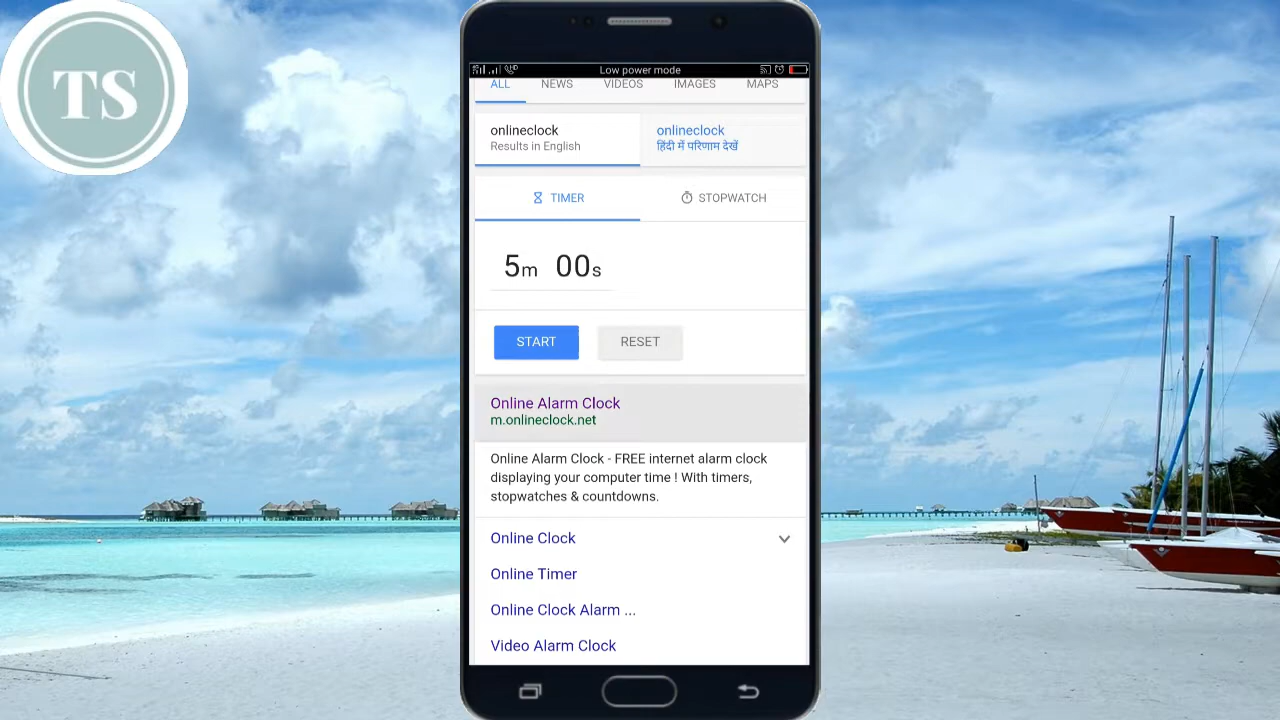 TS
Low power mode
ALL NEWS VIDEOS IMAGES MAPS
onlineclock
Results in English
onlineclock
हिंदी में परिणाम देखें
TIMER STOPWATCH
5m 00s
START RESET
Online Alarm Clock
m.onlineclock.net
Online Alarm Clock - FREE internet alarm clock
displaying your computer time ! With timers,
stopwatches & countdowns.
Online Clock
Online Timer
Online Clock Alarm ...
Video Alarm Clock